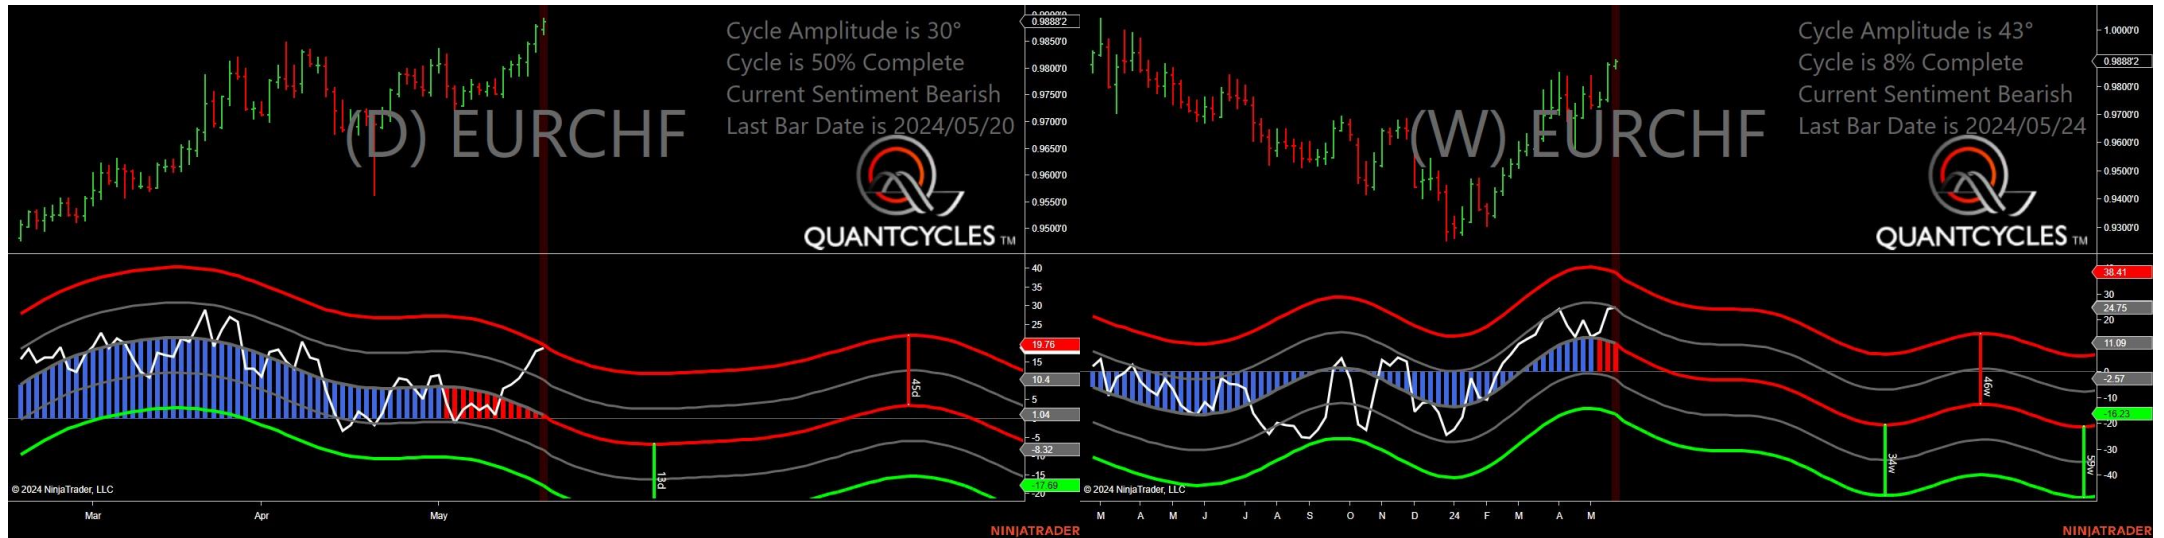 (D) EURCHF
Cycle Amplitude is 30°
Cycle is 50% Complete
Current Sentiment Bearish
Last Bar Date is 2024/05/20
QUANTCYCLES TM
0.9888'2
0.9850'0
0.9800'0
0.9750'0
0.9700'0
0.9650'0
0.9600'0
0.9550'0
0.9500'0
40
35
30
25
19.76
15
10.4
5
1.04
-5
-8.32
-15
-17.69
-20
13d
45d
© 2024 NinjaTrader, LLC
Mar Apr May
NINJATRADER
(W) EURCHF
Cycle Amplitude is 43°
Cycle is 8% Complete
Current Sentiment Bearish
Last Bar Date is 2024/05/24
QUANTCYCLES TM
1.0000'0
0.9888'2
0.9800'0
0.9700'0
0.9600'0
0.9500'0
0.9400'0
0.9300'0
38.41
30
24.75
20
11.09
-2.57
-10
-16.23
-20
-30
-40
34w
46w
59w
© 2024 NinjaTrader, LLC
M A M J J A S O N D 24 F M A M
NINJATRADER